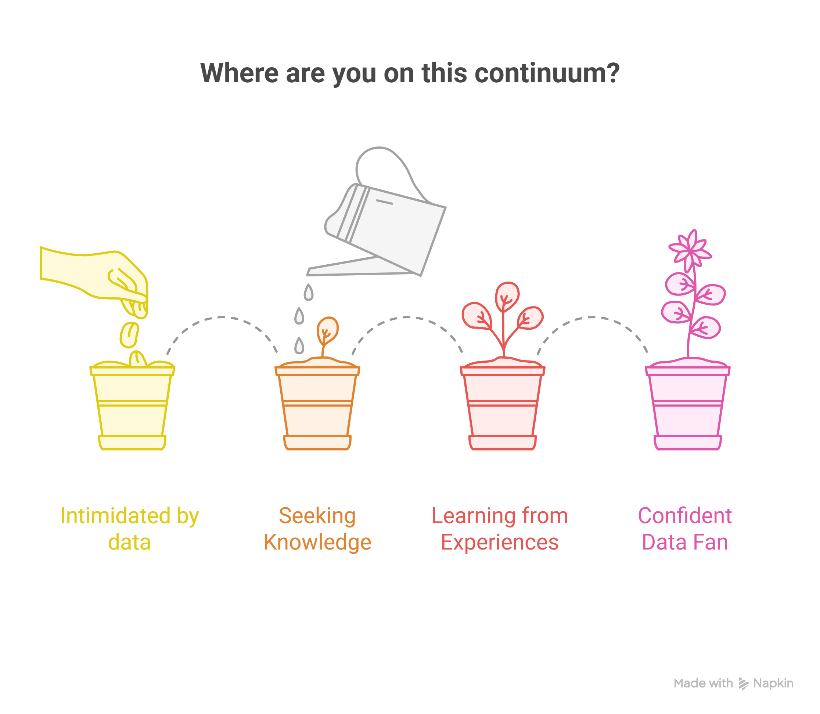 Where are you on this continuum?
Intimidated by
data
Seeking
Knowledge
Learning from
Experiences
Confident
Data Fan
Made with Napkin